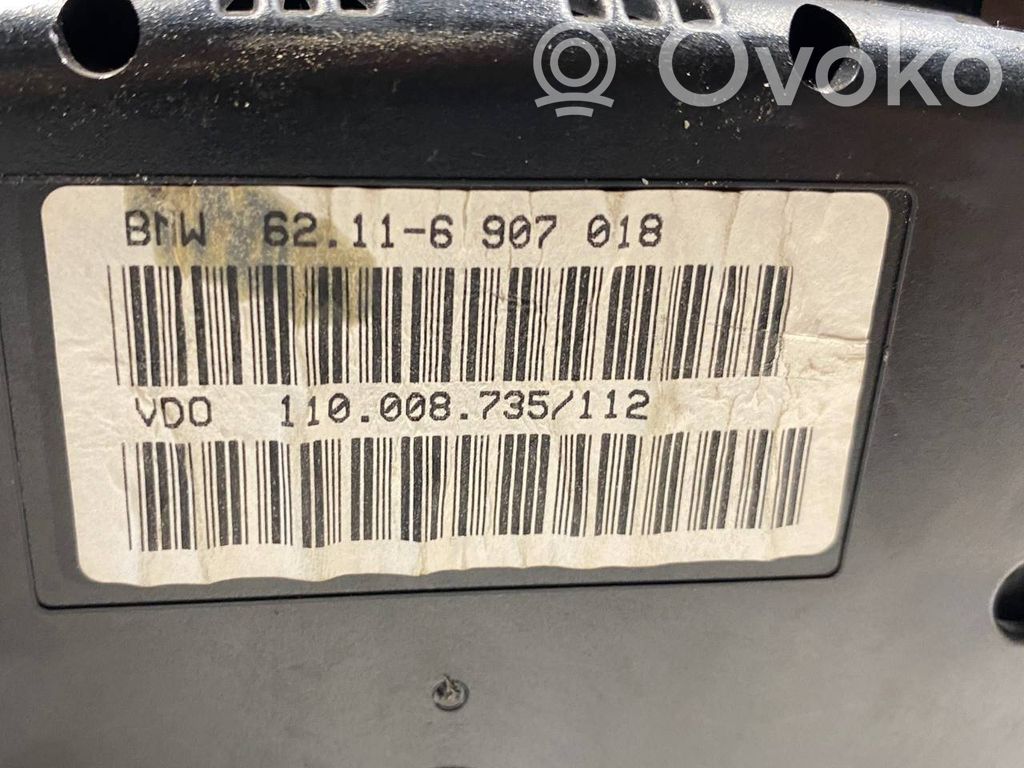 Ovoko
BMW 62.11-6 907 018
VDO 110.008.735/112